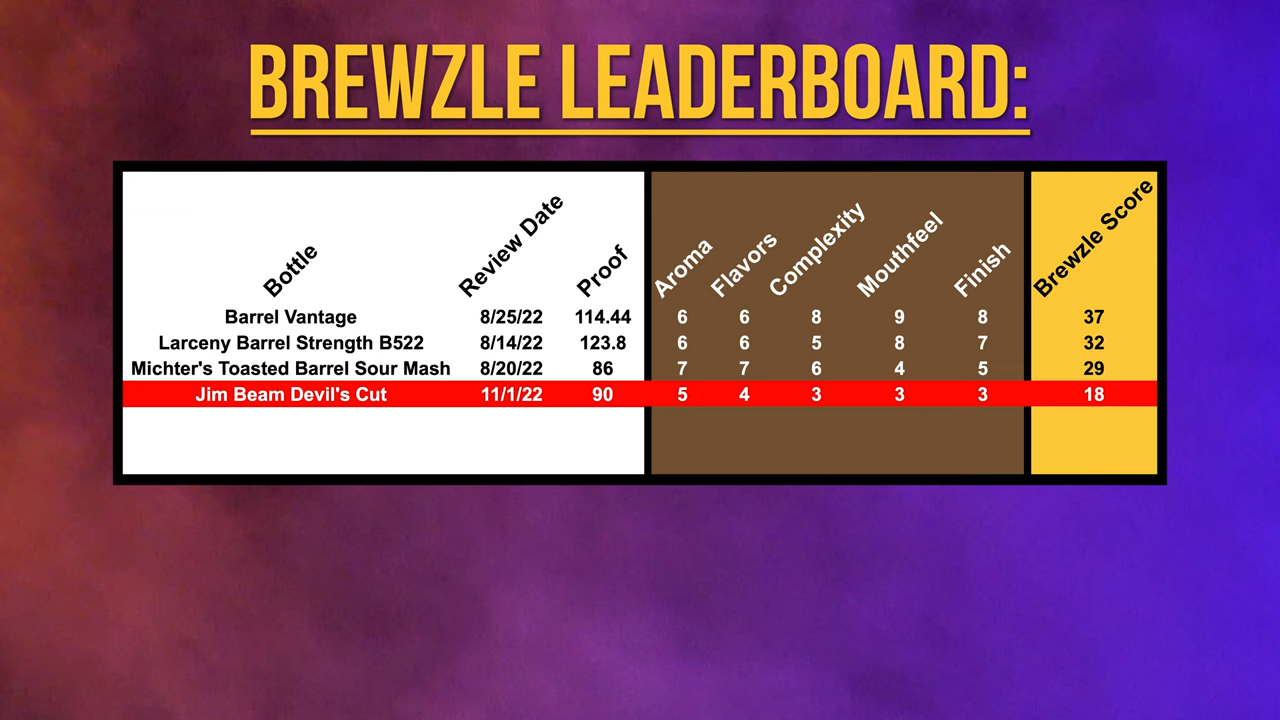 BREWZLE LEADERBOARD:
Bottle Review Date Proof Aroma Flavors Complexity Mouthfeel Finish Brewzle Score
Barrel Vantage 8/25/22 114.44 6 6 8 9 8 37
Larceny Barrel Strength B522 8/14/22 123.8 6 6 5 8 7 32
Michter's Toasted Barrel Sour Mash 8/20/22 86 7 7 6 4 5 29
Jim Beam Devil's Cut 11/1/22 90 5 4 3 3 3 18